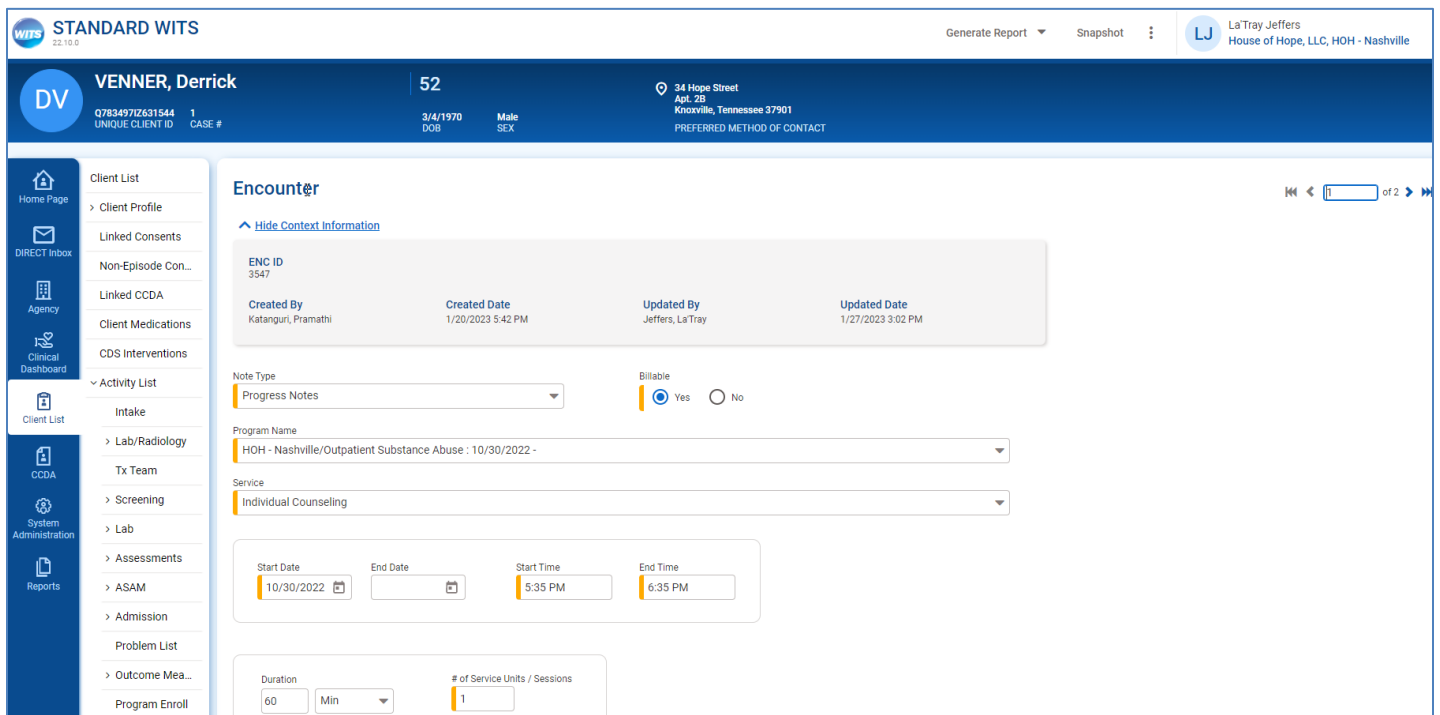 WITS
STANDARD WITS
22.10.0
Generate Report
Snapshot
LJ
La'Tray Jeffers
House of Hope, LLC, HOH - Nashville
DV
VENNER, Derrick
Q783497IZ631544 1
UNIQUE CLIENT ID CASE #
52
3/4/1970 Male
DOB SEX
34 Hope Street
Apt. 2B
Knoxville, Tennessee 37901
PREFERRED METHOD OF CONTACT
Home Page
DIRECT Inbox
Agency
Clinical
Dashboard
Client List
CCDA
System
Administration
Reports
Client List
Client Profile
Linked Consents
Non-Episode Con...
Linked CCDA
Client Medications
CDS Interventions
Activity List
Intake
Lab/Radiology
Tx Team
Screening
Lab
Assessments
ASAM
Admission
Problem List
Outcome Mea...
Program Enroll
Encounter
1 of 2
Hide Context Information
ENC ID
3547
Created By Created Date Updated By Updated Date
Katanguri, Pramathi 1/20/2023 5:42 PM Jeffers, La'Tray 1/27/2023 3:02 PM
Note Type Billable
Progress Notes Yes No
Program Name
HOH - Nashville/Outpatient Substance Abuse : 10/30/2022 -
Service
Individual Counseling
Start Date End Date Start Time End Time
10/30/2022 5:35 PM 6:35 PM
Duration # of Service Units / Sessions
60 Min 1